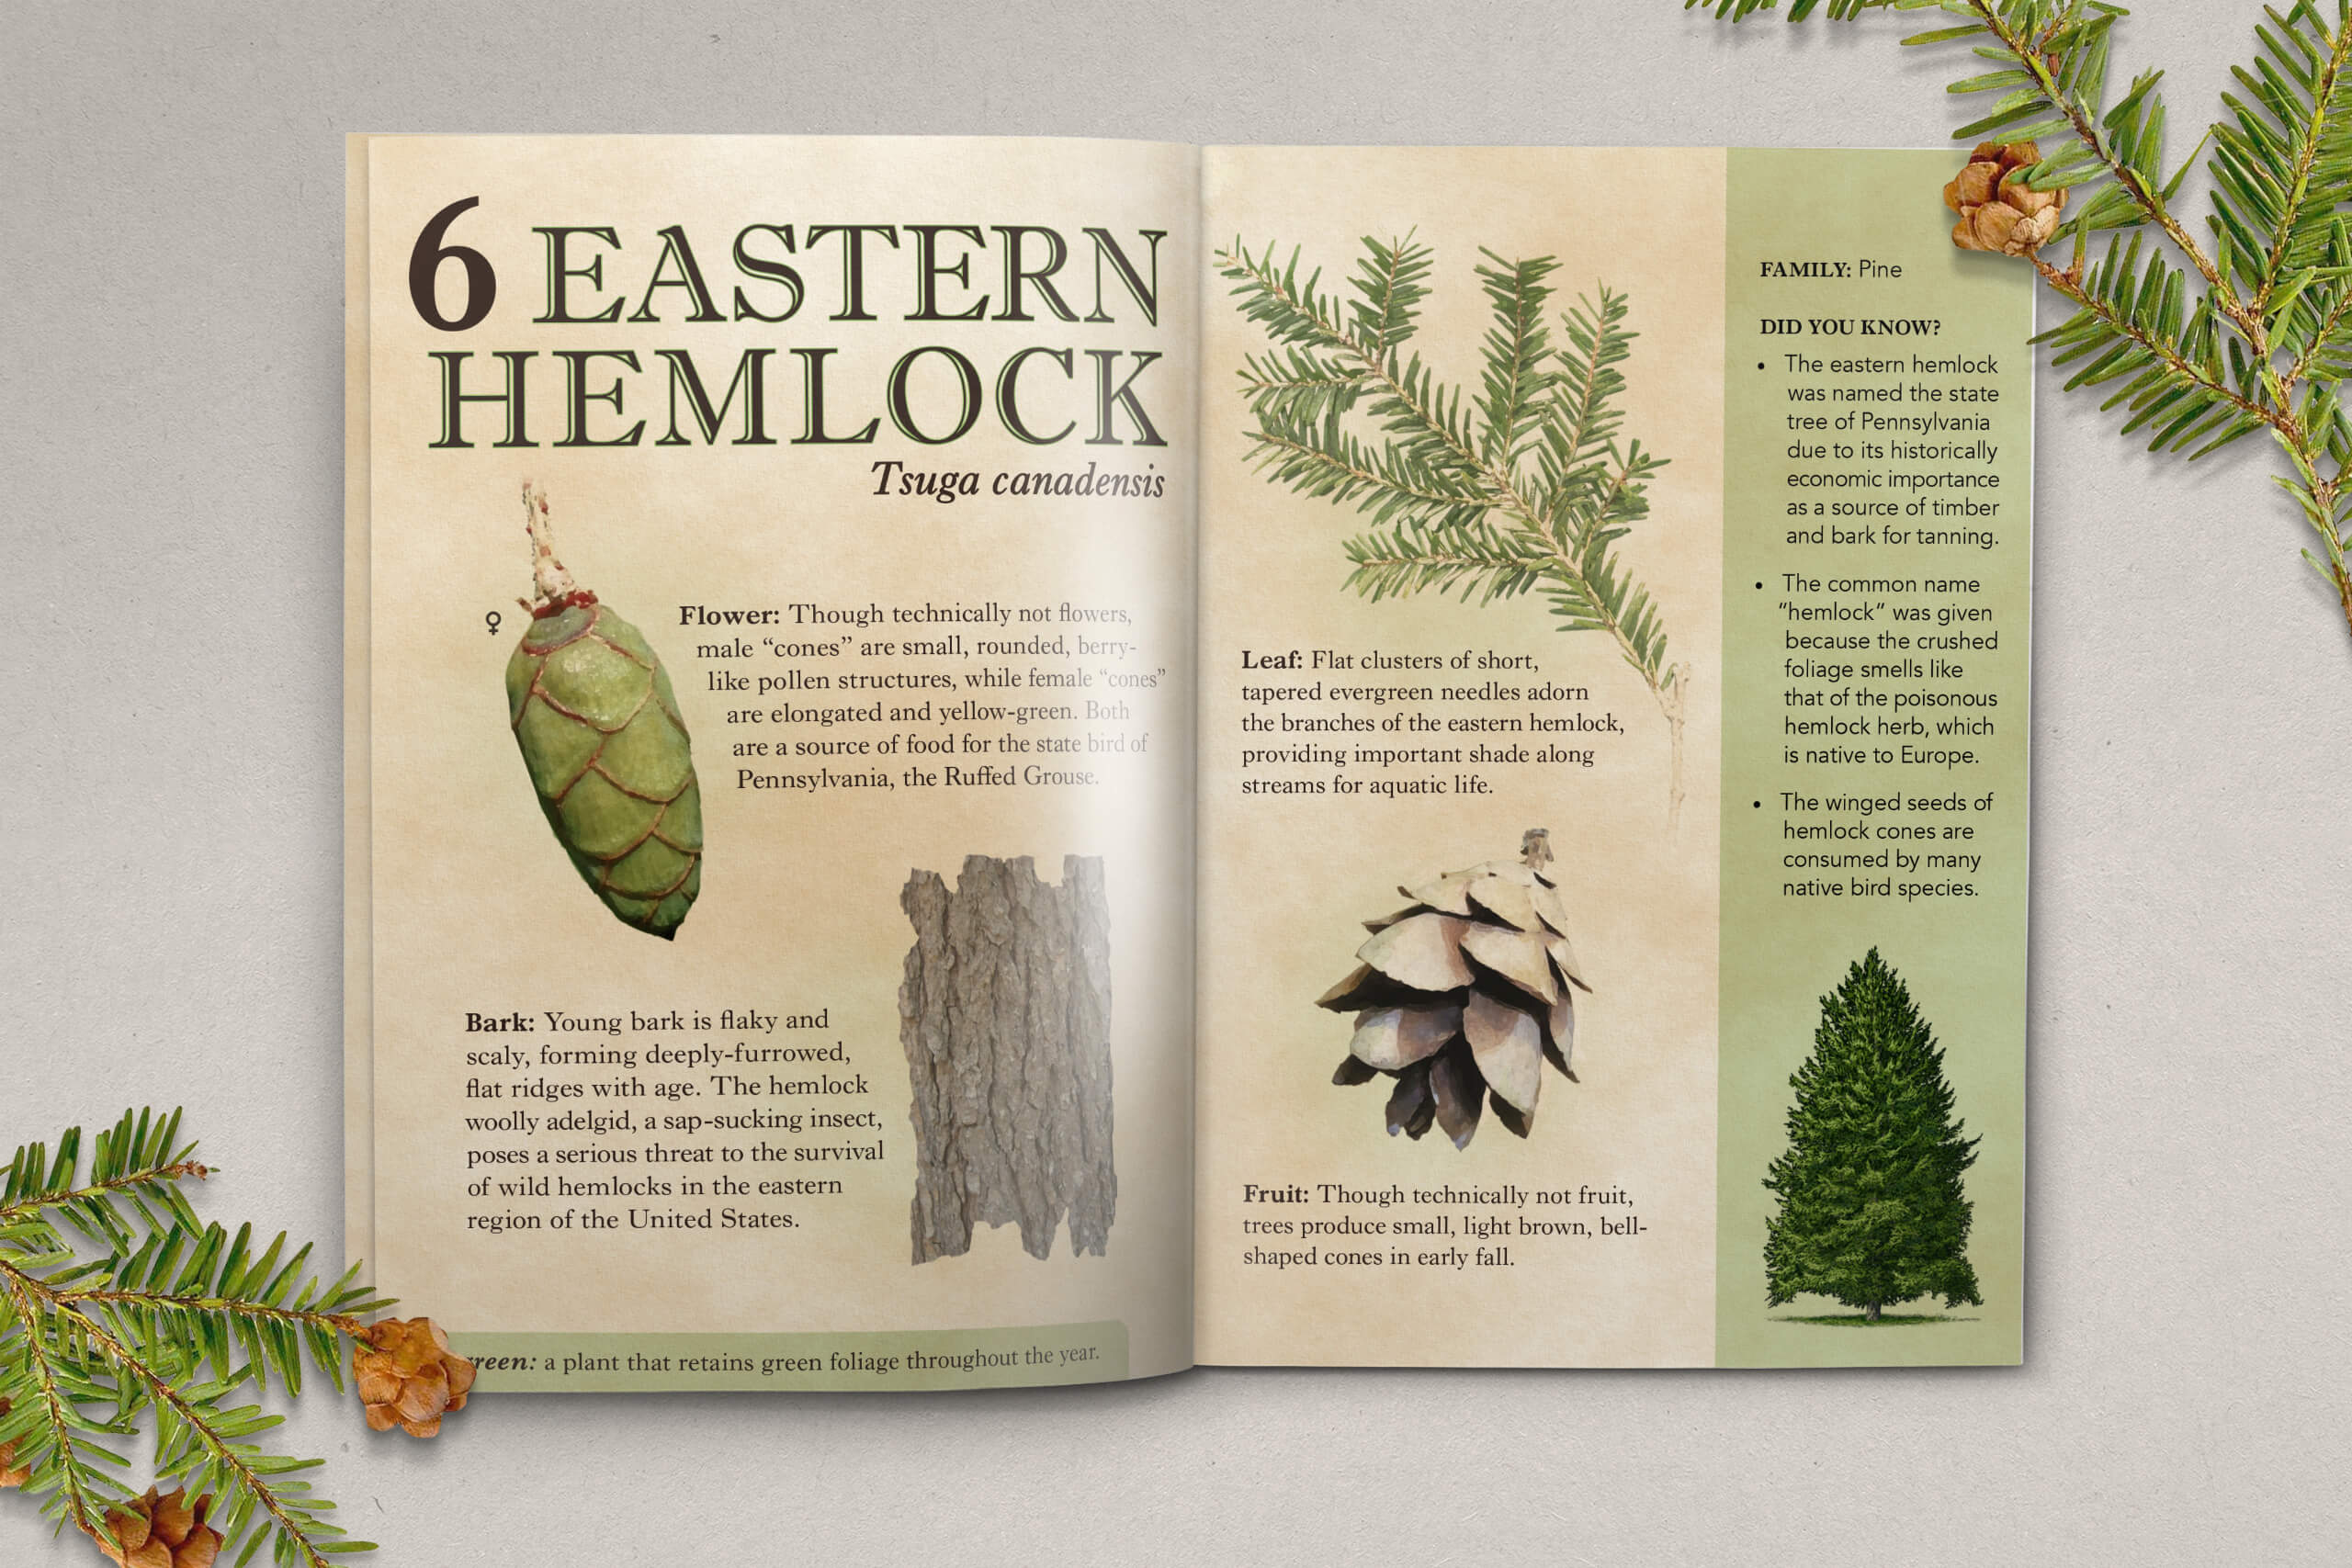 6 EASTERN
HEMLOCK
Tsuga canadensis
♀
Flower: Though technically not flowers,
male “cones” are small, rounded, berry-
like pollen structures, while female “cones”
are elongated and yellow-green. Both
are a source of food for the state bird of
Pennsylvania, the Ruffed Grouse.
Bark: Young bark is flaky and
scaly, forming deeply-furrowed,
flat ridges with age. The hemlock
woolly adelgid, a sap-sucking insect,
poses a serious threat to the survival
of wild hemlocks in the eastern
region of the United States.
reen: a plant that retains green foliage throughout the year.
Leaf: Flat clusters of short,
tapered evergreen needles adorn
the branches of the eastern hemlock,
providing important shade along
streams for aquatic life.
Fruit: Though technically not fruit,
trees produce small, light brown, bell-
shaped cones in early fall.
FAMILY: Pine
DID YOU KNOW?
• The eastern hemlock
was named the state
tree of Pennsylvania
due to its historically
economic importance
as a source of timber
and bark for tanning.
• The common name
“hemlock” was given
because the crushed
foliage smells like
that of the poisonous
hemlock herb, which
is native to Europe.
• The winged seeds of
hemlock cones are
consumed by many
native bird species.